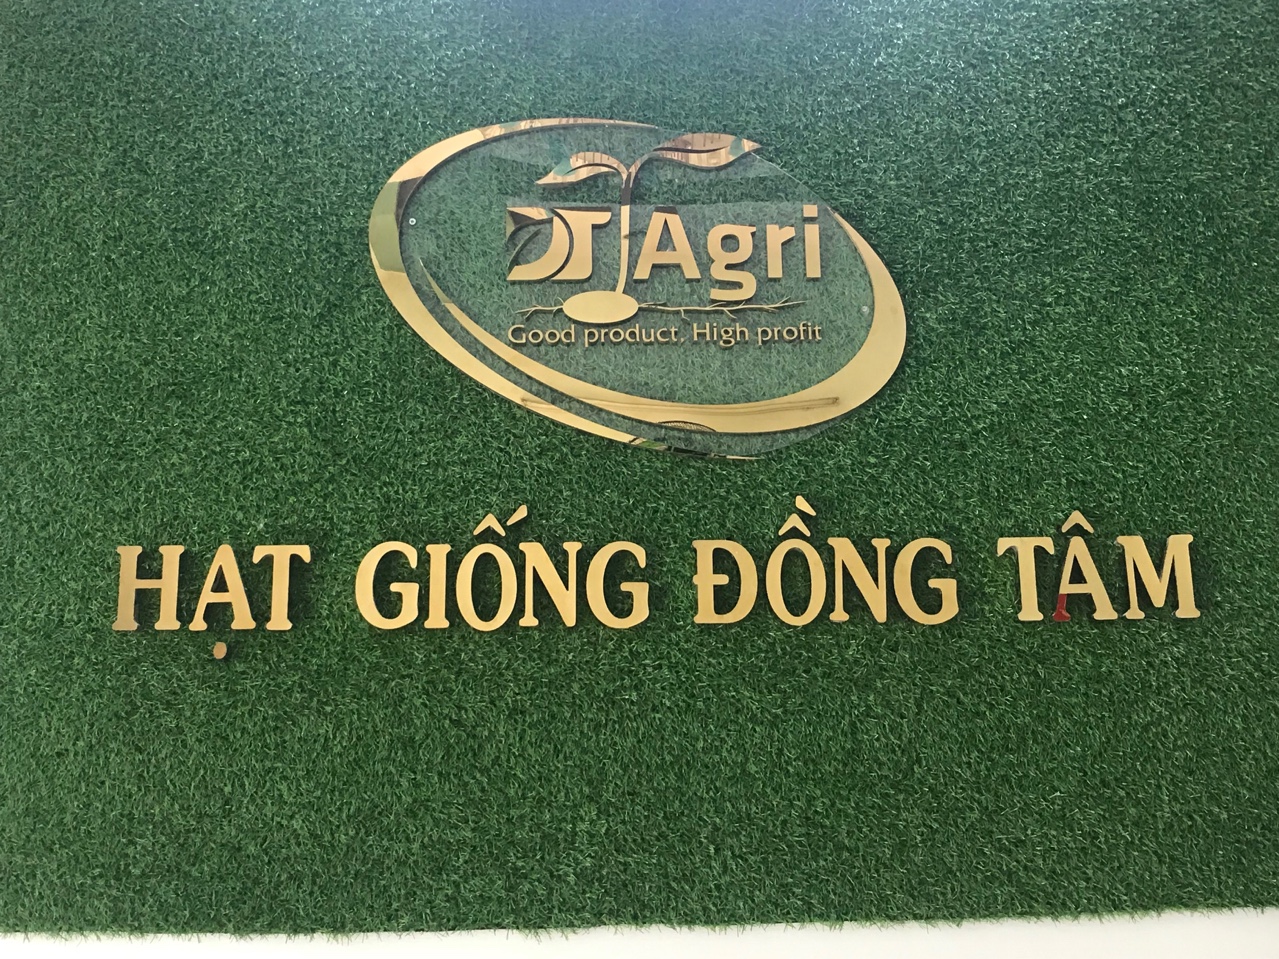 DT Agri
Good product. High profit
HẠT GIỐNG ĐỒNG TÂM